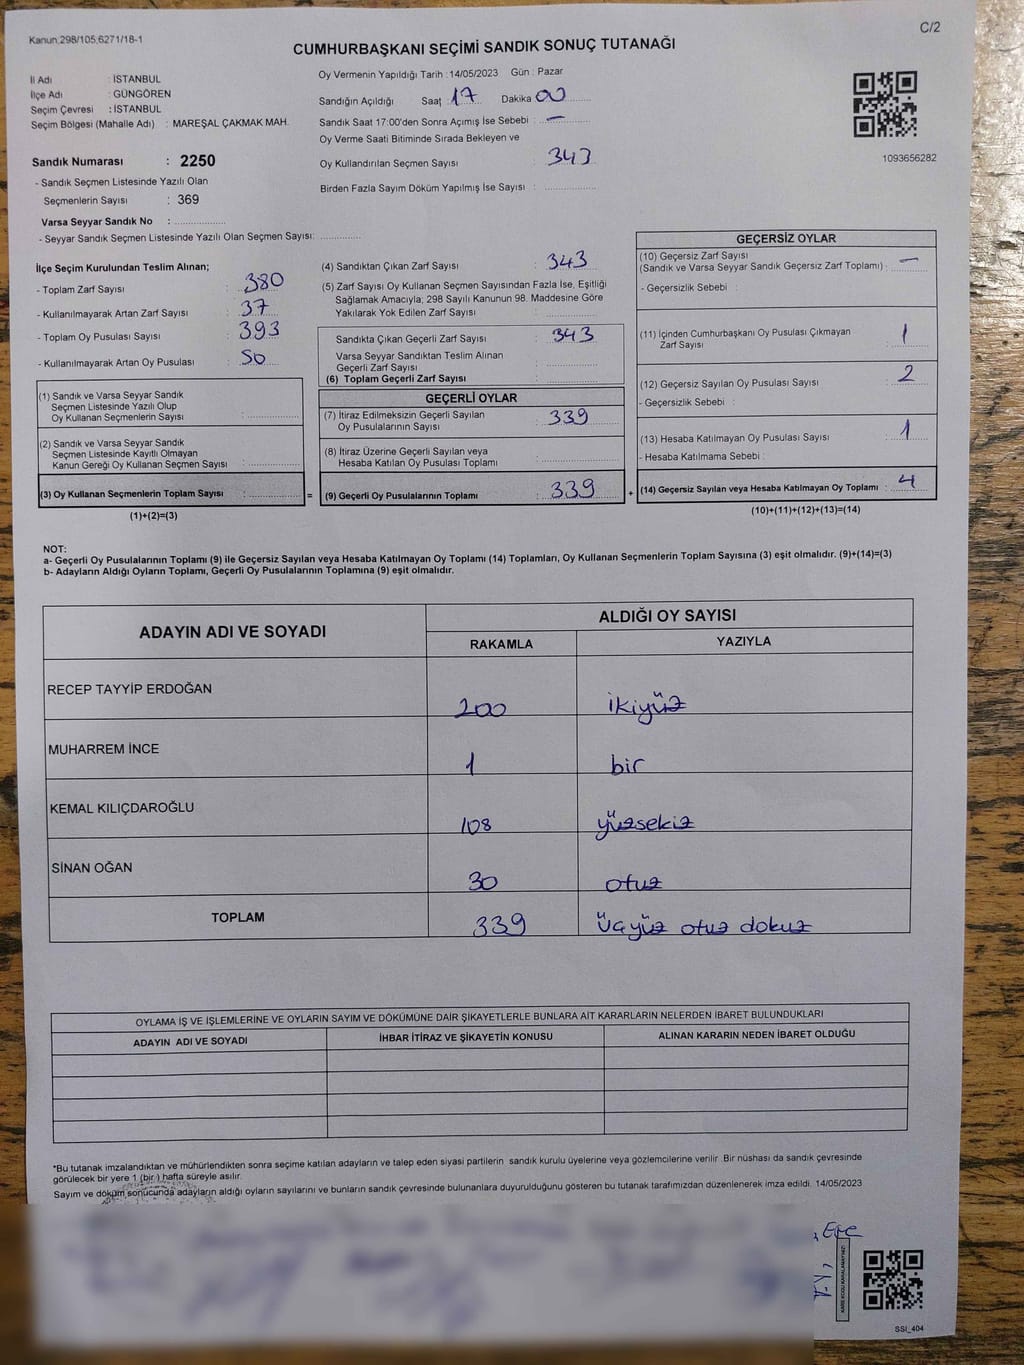 Kanun;298/105;6271/18-1
C/2
CUMHURBAŞKANI SEÇİMİ SANDIK SONUÇ TUTANAĞI
İl Adı : İSTANBUL
İlçe Adı : GÜNGÖREN
Seçim Çevresi : İSTANBUL
Seçim Bölgesi (Mahalle Adı) : MAREŞAL ÇAKMAK MAH.
Sandık Numarası : 2250
- Sandık Seçmen Listesinde Yazılı Olan
Seçmenlerin Sayısı : 369
Varsa Seyyar Sandık No :
- Seyyar Sandık Seçmen Listesinde Yazılı Olan Seçmen Sayısı:
Oy Vermenin Yapıldığı Tarih : 14/05/2023 Gün : Pazar
Sandığın Açıldığı Saat : 17 Dakika 00
Sandık Saat 17:00'den Sonra Açımış İse Sebebi : —
Oy Verme Saati Bitiminde Sırada Bekleyen ve
Oy Kullandırılan Seçmen Sayısı : 343
Birden Fazla Sayım Döküm Yapılmış İse Sayısı :
1093656282
İlçe Seçim Kurulundan Teslim Alınan;
- Toplam Zarf Sayısı : 380
- Kullanılmayarak Artan Zarf Sayısı : 37
- Toplam Oy Pusulası Sayısı : 393
- Kullanılmayarak Artan Oy Pusulası : 50
(1) Sandık ve Varsa Seyyar Sandık
Seçmen Listesinde Yazılı Olup
Oy Kullanan Seçmenlerin Sayısı :
(2) Sandık ve Varsa Seyyar Sandık
Seçmen Listesinde Kayıtlı Olmayan
Kanun Gereği Oy Kullanan Seçmen Sayısı :
(3) Oy Kullanan Seçmenlerin Toplam Sayısı :
(1)+(2)=(3)
(4) Sandıktan Çıkan Zarf Sayısı : 343
(5) Zarf Sayısı Oy Kullanan Seçmen Sayısından Fazla İse, Eşitliği
Sağlamak Amacıyla; 298 Sayılı Kanunun 98. Maddesine Göre
Yakılarak Yok Edilen Zarf Sayısı :
Sandıkta Çıkan Geçerli Zarf Sayısı : 343
Varsa Seyyar Sandıktan Teslim Alınan
Geçerli Zarf Sayısı :
(6) Toplam Geçerli Zarf Sayısı :
GEÇERLİ OYLAR
(7) İtiraz Edilmeksizin Geçerli Sayılan
Oy Pusulalarının Sayısı : 339
(8) İtiraz Üzerine Geçerli Sayılan veya
Hesaba Katılan Oy Pusulası Toplamı :
= (9) Geçerli Oy Pusulalarının Toplamı : 339
GEÇERSİZ OYLAR
(10) Geçersiz Zarf Sayısı
(Sandık ve Varsa Seyyar Sandık Geçersiz Zarf Toplamı) : —
- Geçersizlik Sebebi :
(11) İçinden Cumhurbaşkanı Oy Pusulası Çıkmayan
Zarf Sayısı : 1
(12) Geçersiz Sayılan Oy Pusulası Sayısı : 2
- Geçersizlik Sebebi :
(13) Hesaba Katılmayan Oy Pusulası Sayısı : 1
- Hesaba Katılmama Sebebi :
+ (14) Geçersiz Sayılan veya Hesaba Katılmayan Oy Toplamı : 4
(10)+(11)+(12)+(13)=(14)
NOT:
a- Geçerli Oy Pusulalarının Toplamı (9) ile Geçersiz Sayılan veya Hesaba Katılmayan Oy Toplamı (14) Toplamları, Oy Kullanan Seçmenlerin Toplam Sayısına (3) eşit olmalıdır. (9)+(14)=(3)
b- Adayların Aldığı Oyların Toplamı, Geçerli Oy Pusulalarının Toplamına (9) eşit olmalıdır.
ADAYIN ADI VE SOYADI ALDIĞI OY SAYISI
RAKAMLA YAZIYLA
RECEP TAYYİP ERDOĞAN 200 ikiyüz
MUHARREM İNCE 1 bir
KEMAL KILIÇDAROĞLU 108 yüzsekiz
SİNAN OĞAN 30 otuz
TOPLAM 339 üçyüz otuz dokuz
OYLAMA İŞ VE İŞLEMLERİNE VE OYLARIN SAYIM VE DÖKÜMÜNE DAİR ŞİKAYETLERLE BUNLARA AİT KARARLARIN NELERDEN İBARET BULUNDUKLARI
ADAYIN ADI VE SOYADI İHBAR İTİRAZ VE ŞİKAYETİN KONUSU ALINAN KARARIN NEDEN İBARET OLDUĞU
*Bu tutanak imzalandıktan ve mühürlendikten sonra seçime katılan adayların ve talep eden siyasi partilerin sandık kurulu üyelerine veya gözlemcilerine verilir. Bir nüshası da sandık çevresinde
görülecek bir yere 1 (bir ) hafta süreyle asılır.
Sayım ve döküm sonucunda adayların aldığı oyların sayılarını ve bunların sandık çevresinde bulunanlara duyurulduğunu gösteren bu tutanak tarafımızdan düzenlenerek imza edildi. 14/05/2023
SSİ_404